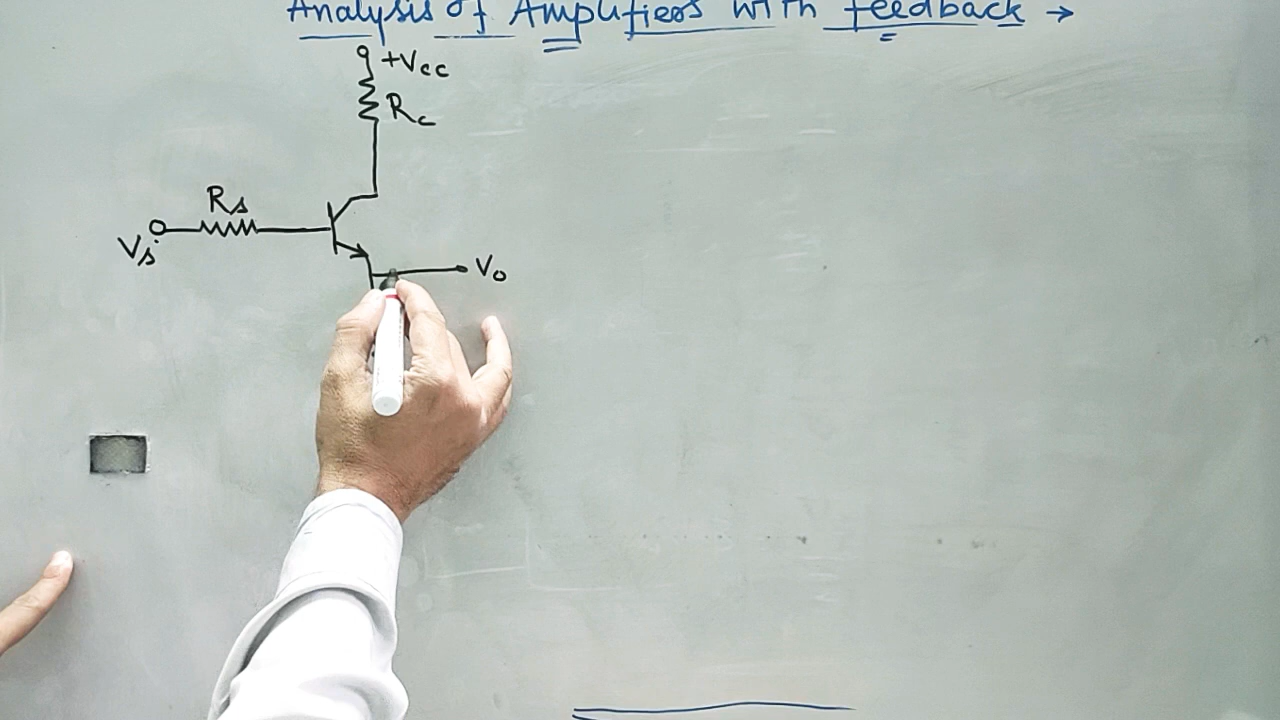 Analysis of Amplifiers with feedback →
+Vcc
Rc
Rs
Vs
Vo